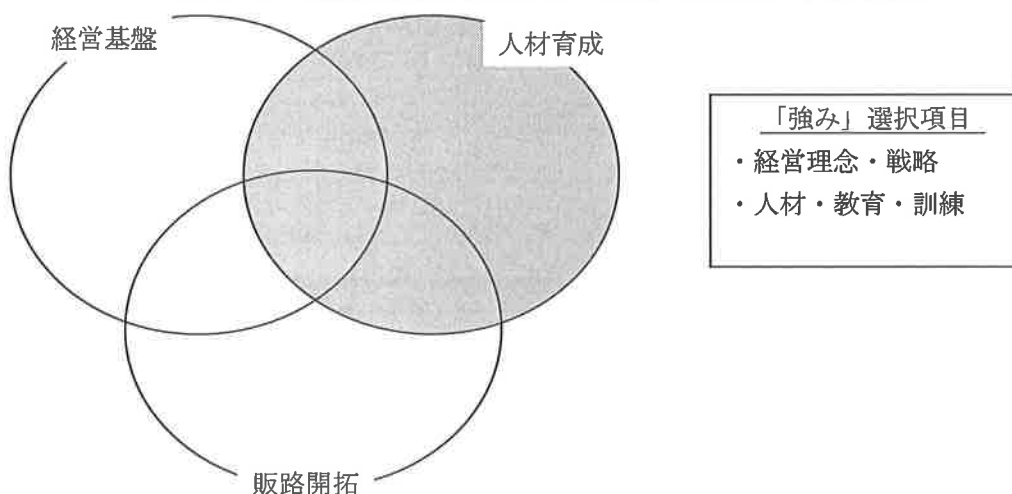 経営基盤
人材育成
「強み」選択項目
・経営理念・戦略
・人材・教育・訓練
販路開拓